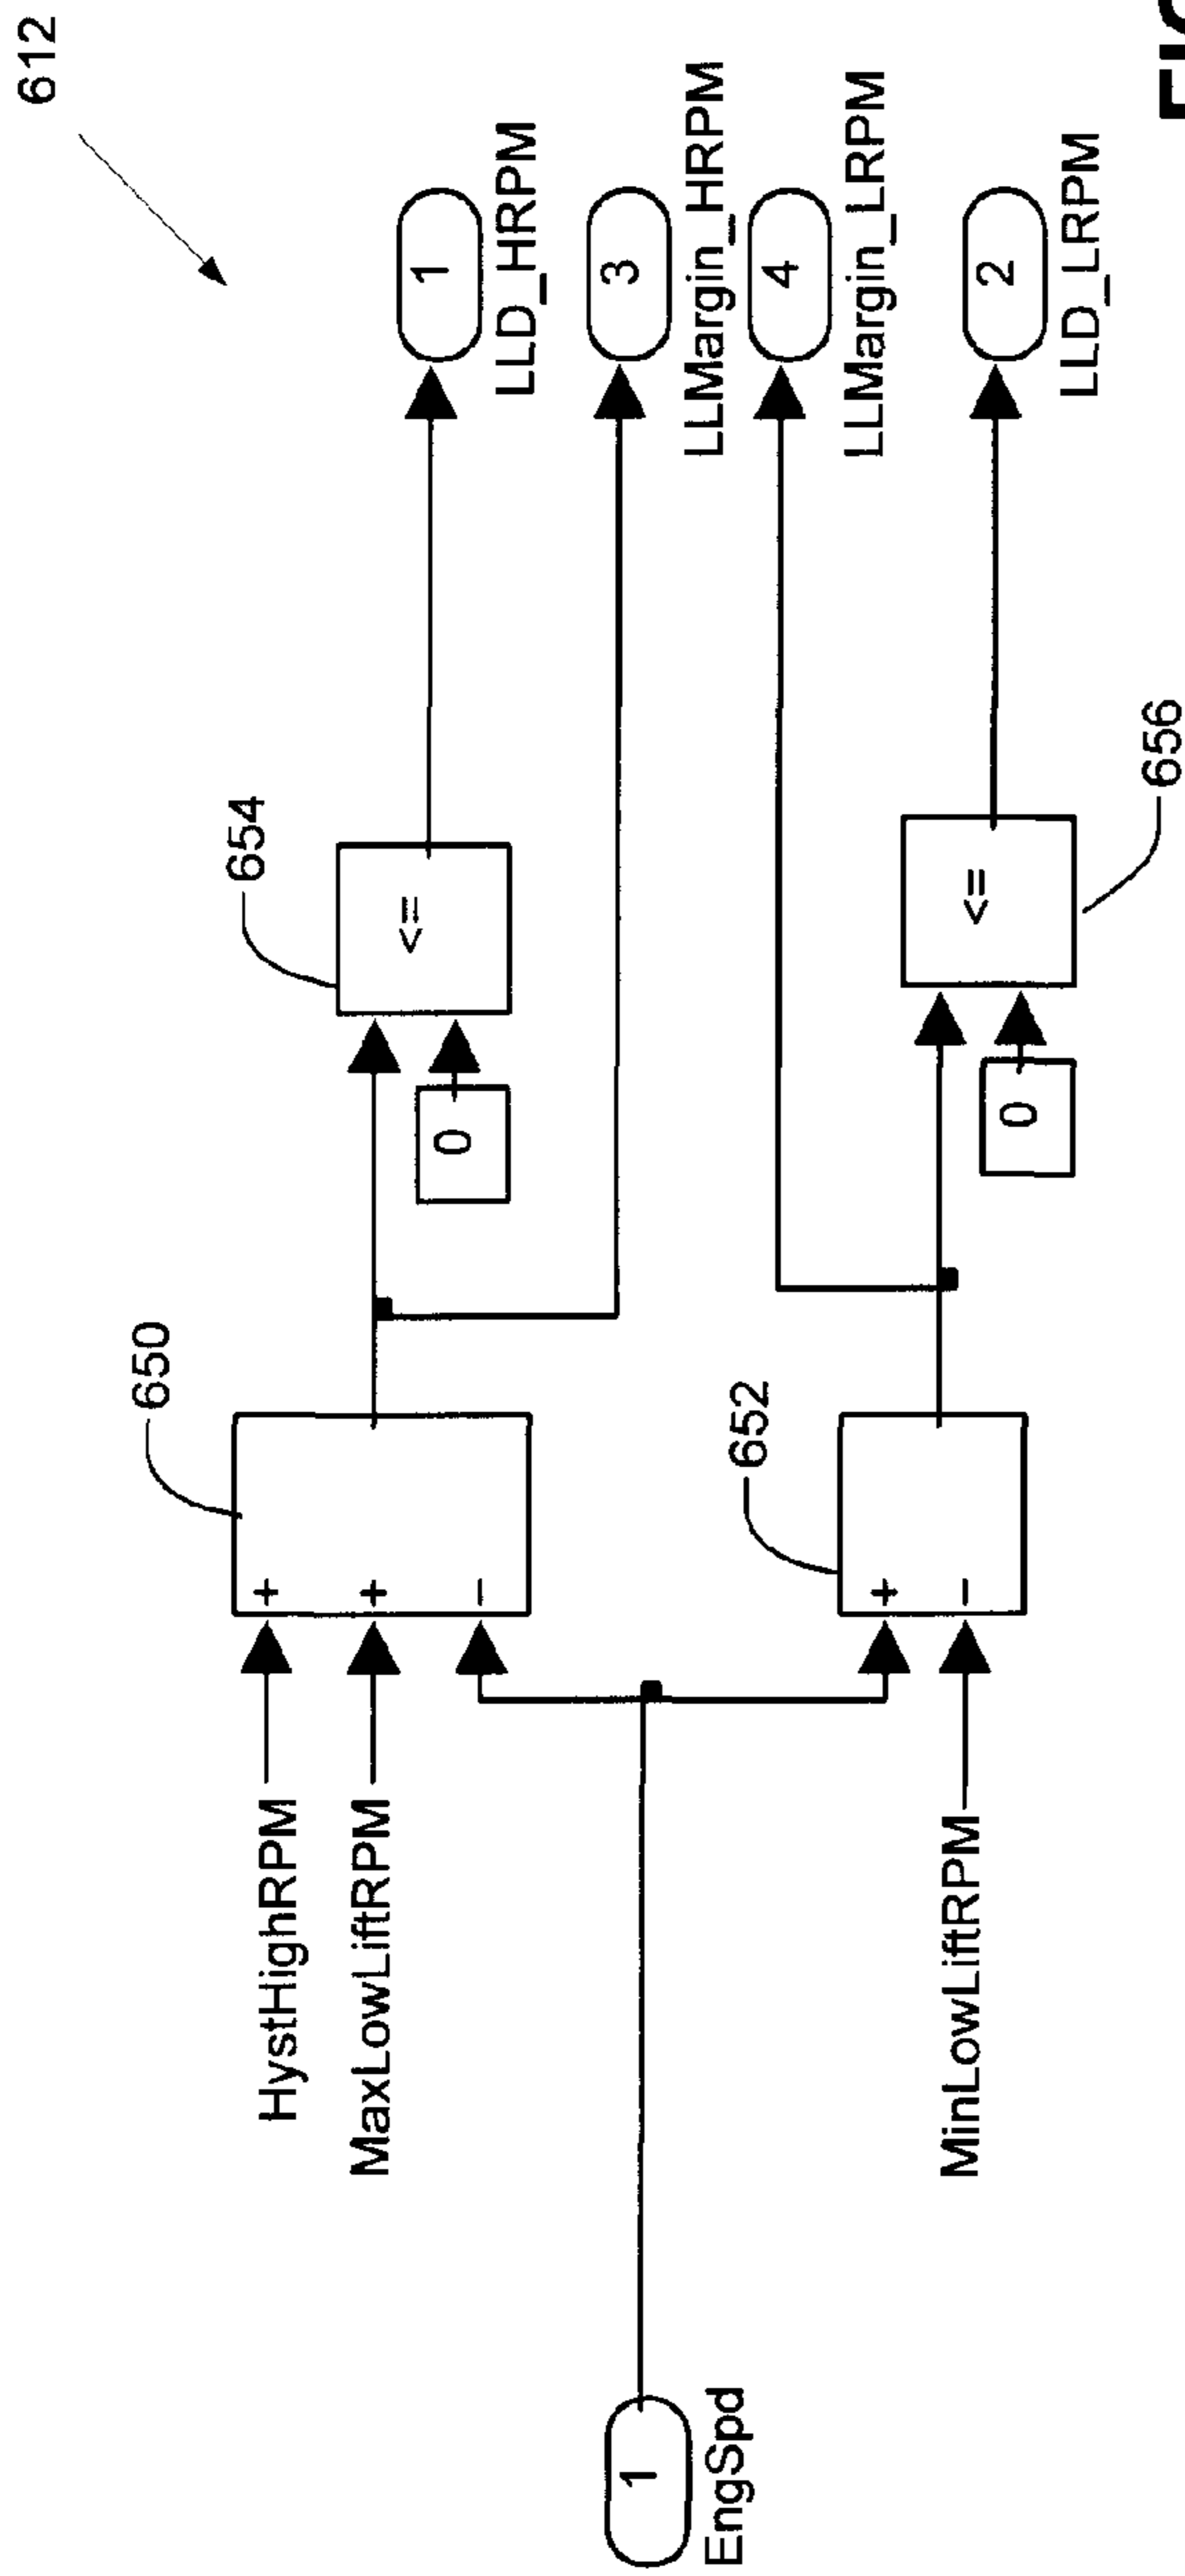 612
650
HystHighRPM
+
MaxLowLiftRPM
+
-
654
<=
0
1
LLD_HRPM
3
LLMargin_HRPM
1
EngSpd
652
+
MinLowLiftRPM
-
4
LLMargin_LRPM
<=
0
656
2
LLD_LRPM